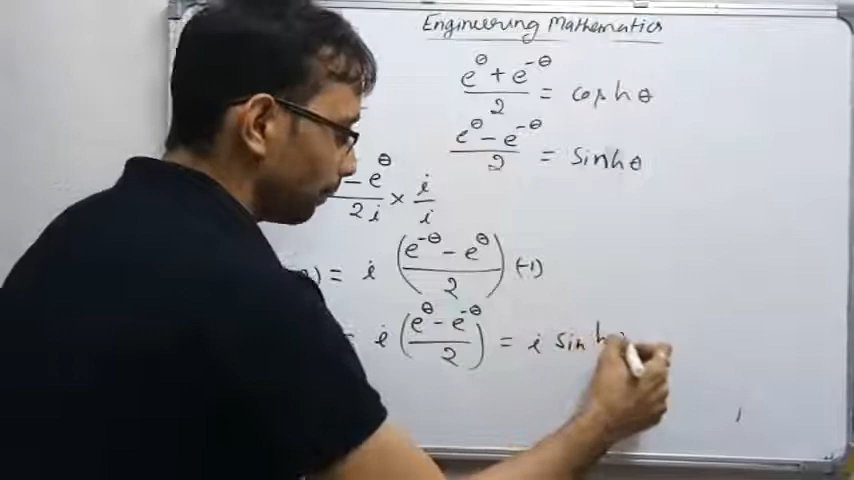 Engineering Mathematics
(e^θ + e^-θ)/2 = cosh θ
(e^θ - e^-θ)/2 = sinh θ
- e^θ / 2i × i/i
) = i ((e^-θ - e^θ)/2) (-1)
= i ((e^θ - e^-θ)/2) = i sinh